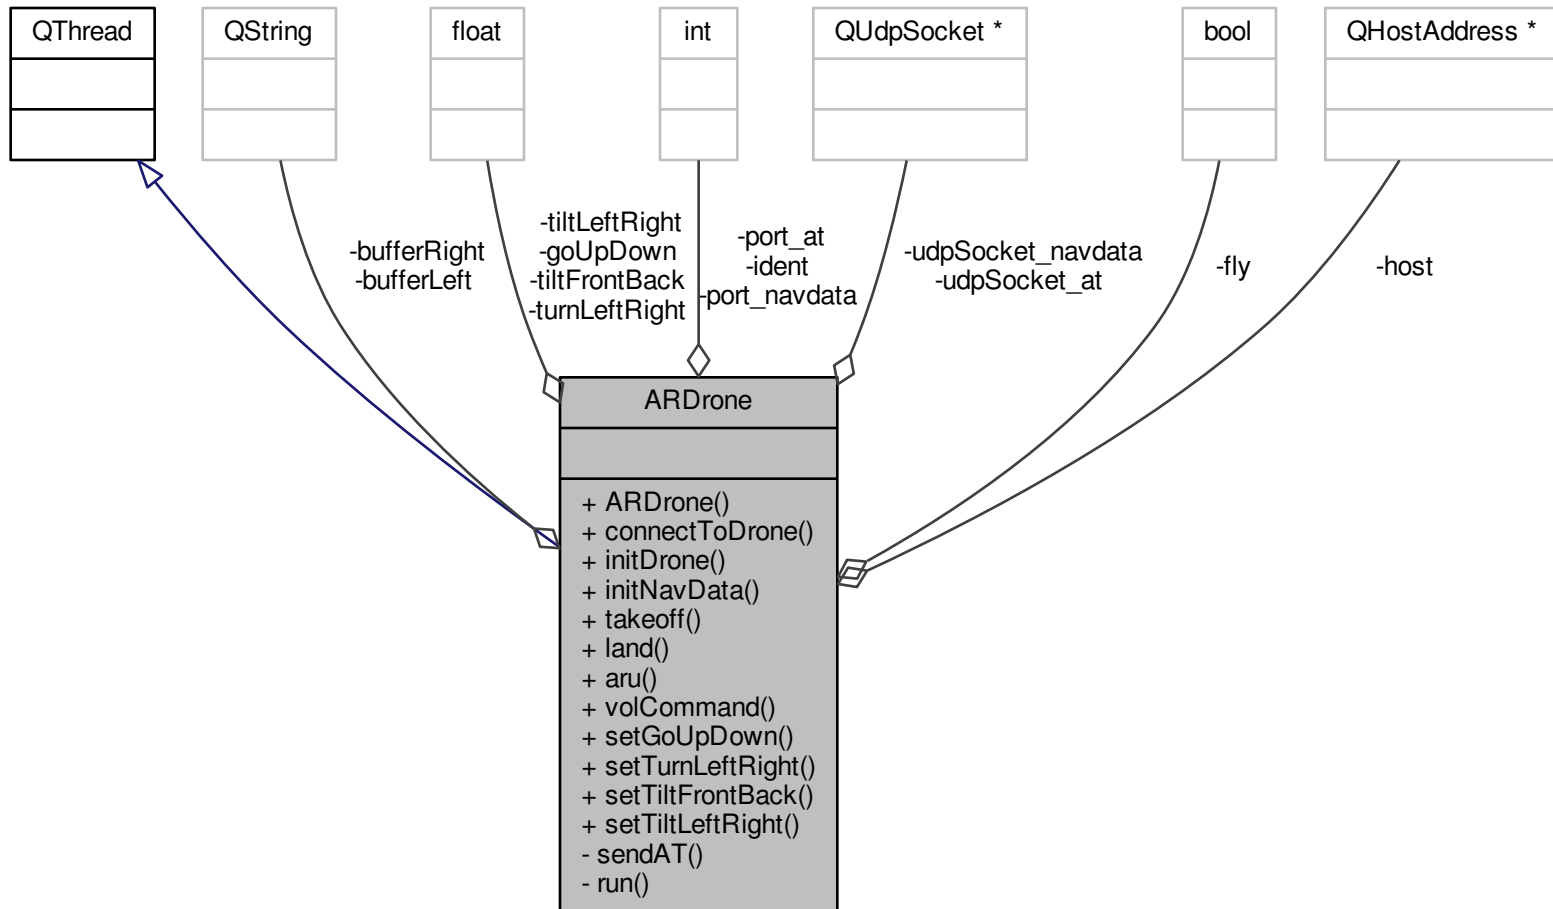 QThread
QString
float
int
QUdpSocket *
bool
QHostAddress *
-bufferRight
-bufferLeft
-tiltLeftRight
-goUpDown
-tiltFrontBack
-turnLeftRight
-port_at
-ident
-port_navdata
-udpSocket_navdata
-udpSocket_at
-fly
-host
ARDrone
+ ARDrone()
+ connectToDrone()
+ initDrone()
+ initNavData()
+ takeoff()
+ land()
+ aru()
+ volCommand()
+ setGoUpDown()
+ setTurnLeftRight()
+ setTiltFrontBack()
+ setTiltLeftRight()
- sendAT()
- run()